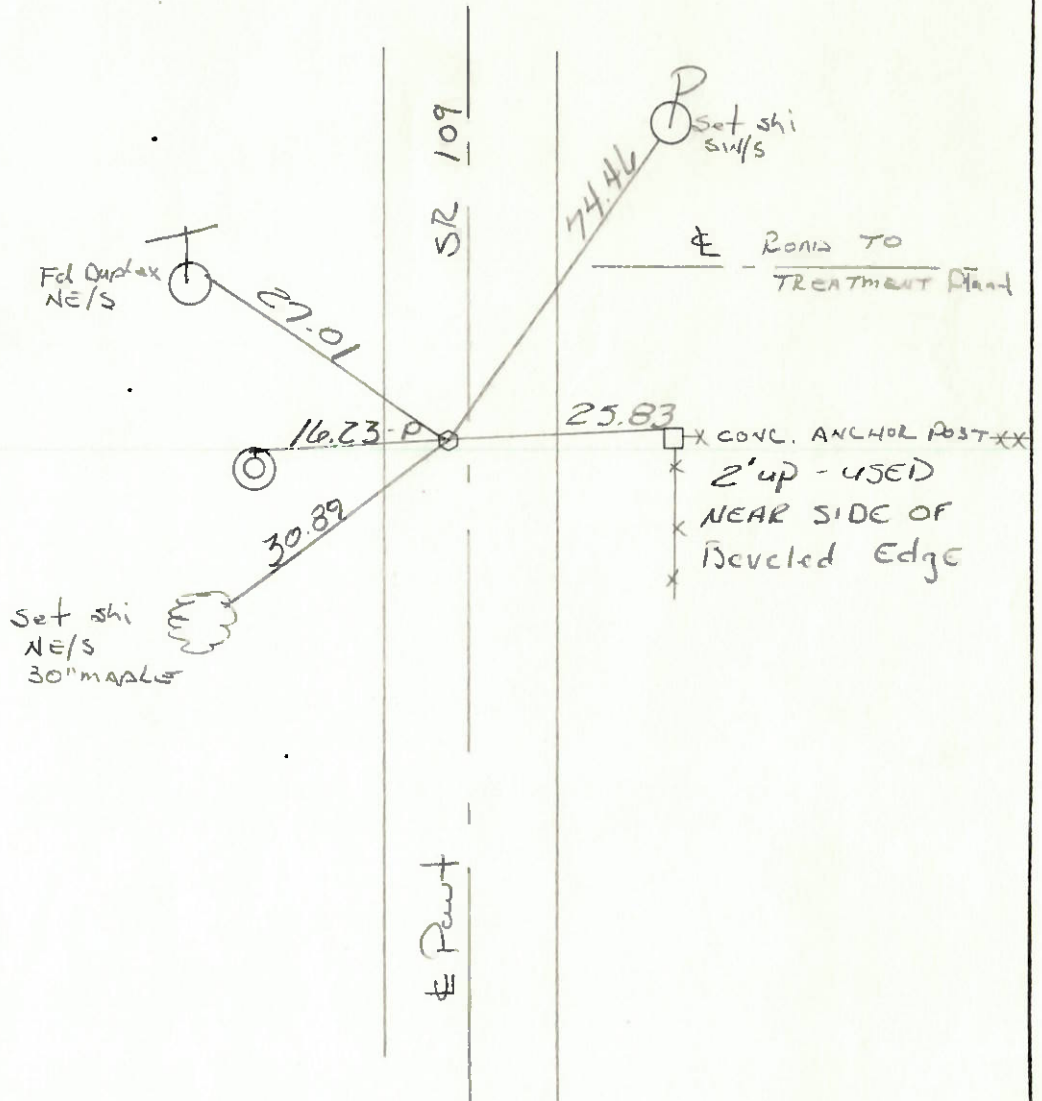 SR 109
P
Set shi
SW/S
74.46
℄ Road TO
TREATMENT Plant
Fd Duplex
NE/S
27.01
16.23-P
25.83
CONC. ANCHOR POST
2' up - USED
NEAR SIDE OF
Beveled Edge
30.89
Set shi
NE/S
30" MAPLE
℄ Pavt